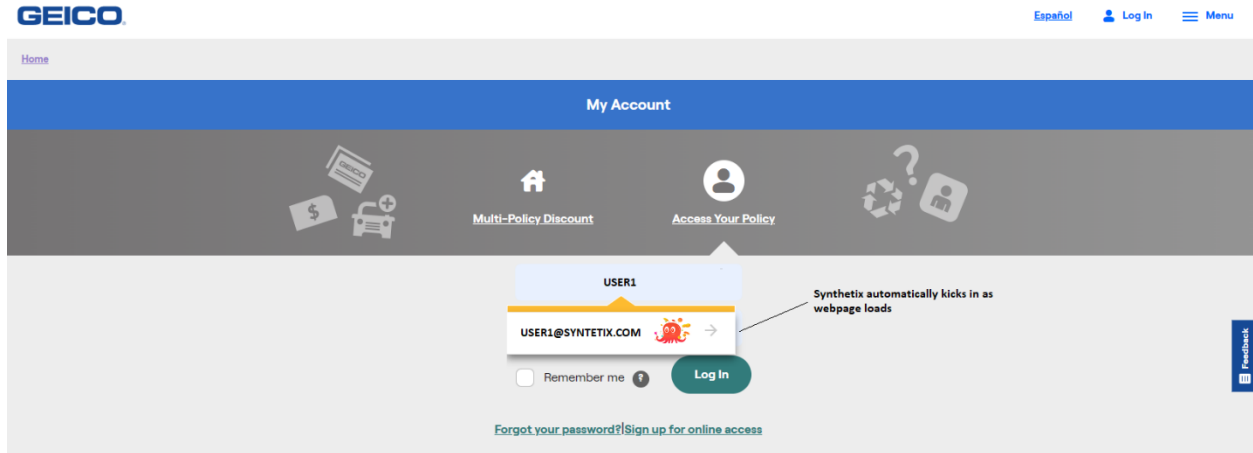 GEICO
Español
Log In
Menu
Home
My Account
GEICO
$
?
Multi-Policy Discount
Access Your Policy
USER1
USER1@SYNTETIX.COM
Synthetix automatically kicks in as
webpage loads
Remember me ?
Log In
Forgot your password?|Sign up for online access
Feedback